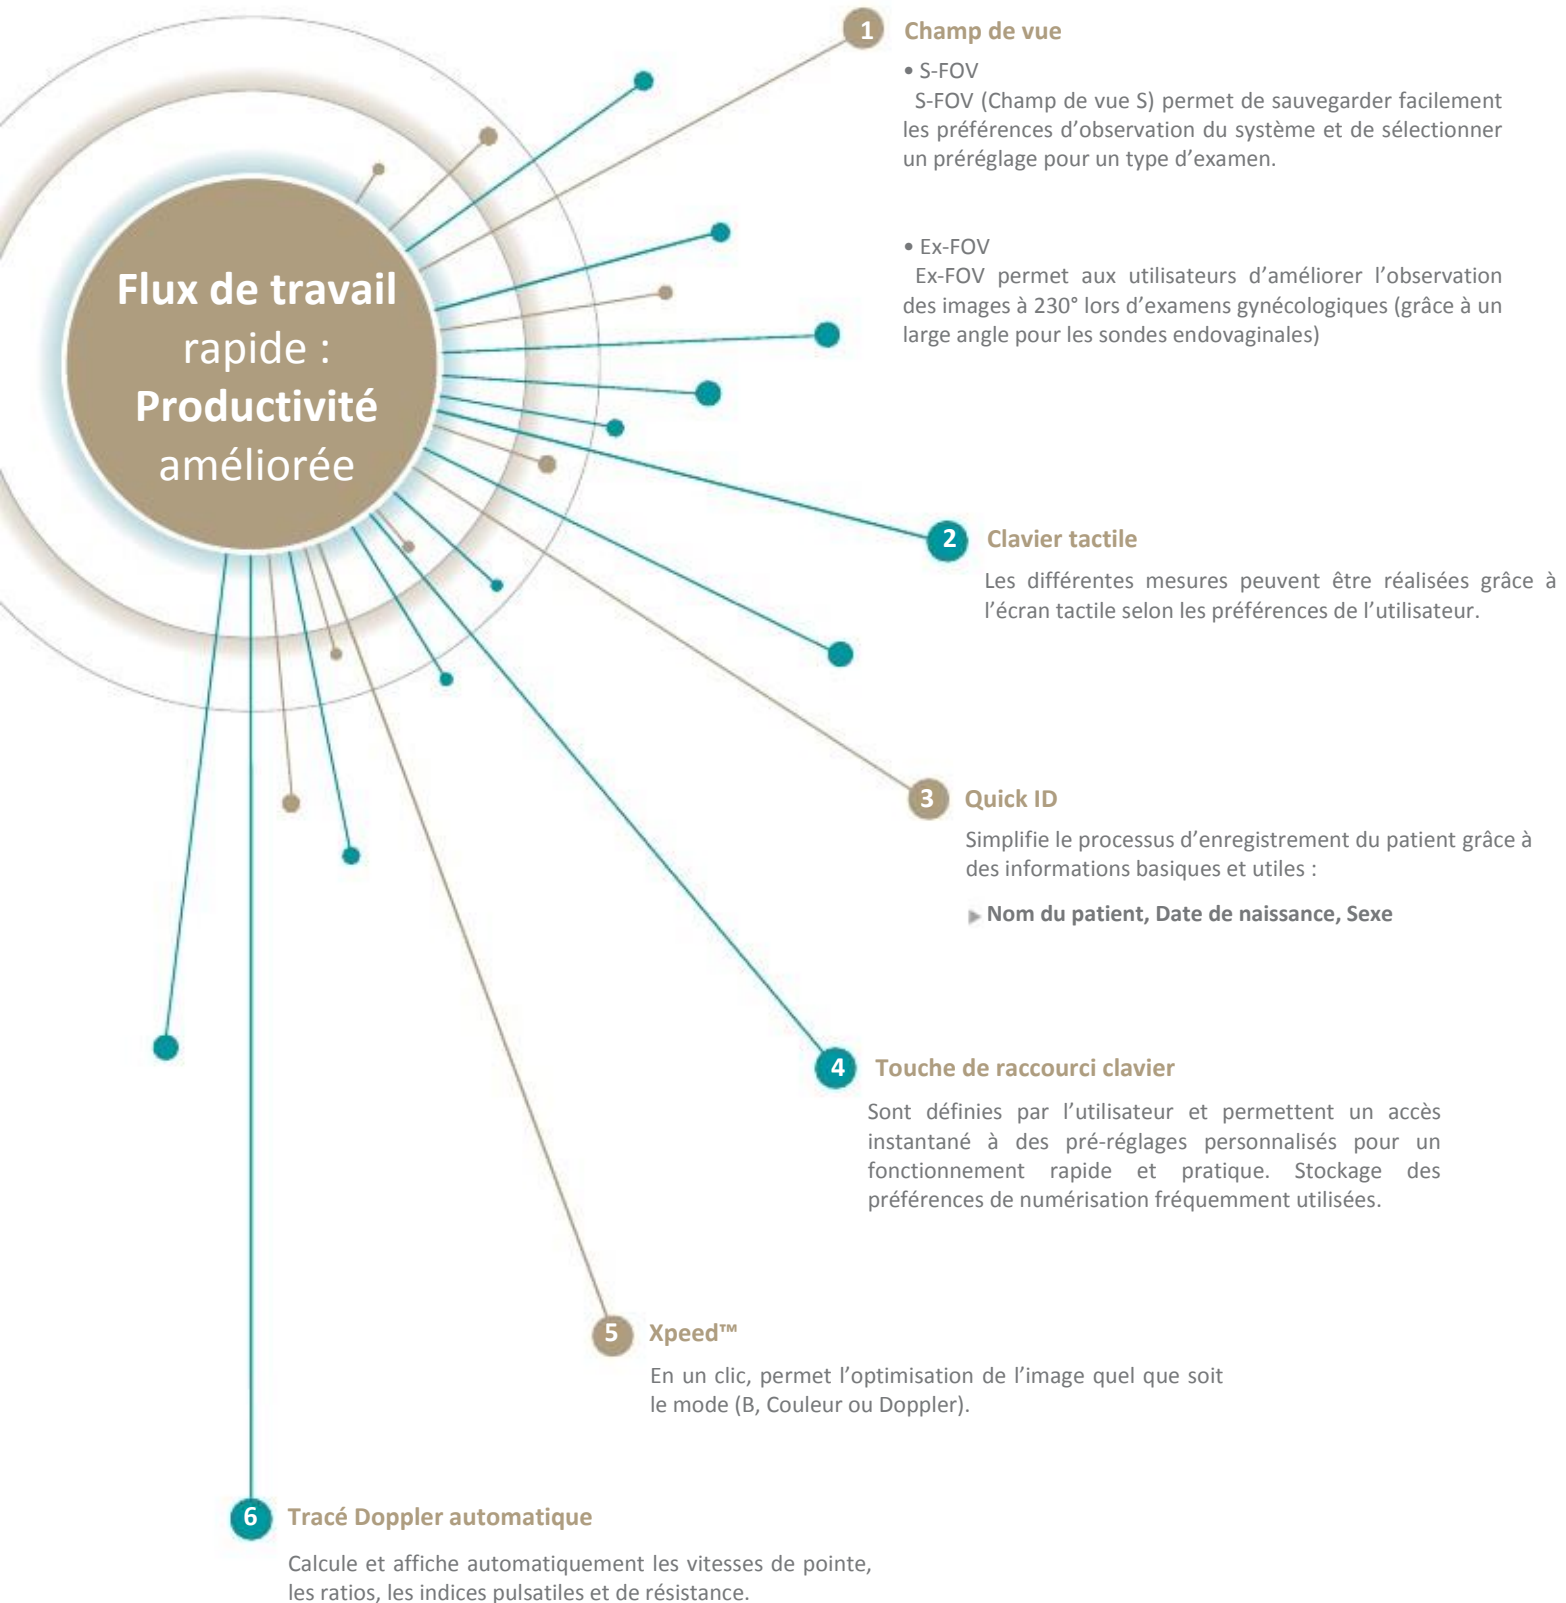 Flux de travail
rapide :
Productivité
améliorée
1 Champ de vue
• S-FOV
S-FOV (Champ de vue S) permet de sauvegarder facilement
les préférences d’observation du système et de sélectionner
un préréglage pour un type d’examen.
• Ex-FOV
Ex-FOV permet aux utilisateurs d’améliorer l’observation
des images à 230° lors d’examens gynécologiques (grâce à un
large angle pour les sondes endovaginales)
2 Clavier tactile
Les différentes mesures peuvent être réalisées grâce à
l’écran tactile selon les préférences de l’utilisateur.
3 Quick ID
Simplifie le processus d’enregistrement du patient grâce à
des informations basiques et utiles :
Nom du patient, Date de naissance, Sexe
4 Touche de raccourci clavier
Sont définies par l’utilisateur et permettent un accès
instantané à des pré-réglages personnalisés pour un
fonctionnement rapide et pratique. Stockage des
préférences de numérisation fréquemment utilisées.
5 Xpeed™
En un clic, permet l’optimisation de l’image quel que soit
le mode (B, Couleur ou Doppler).
6 Tracé Doppler automatique
Calcule et affiche automatiquement les vitesses de pointe,
les ratios, les indices pulsatiles et de résistance.